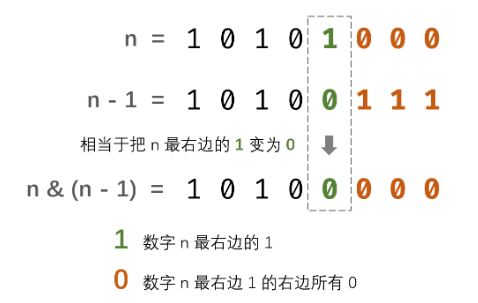 n = 1 0 1 0 1 0 0 0
n - 1 = 1 0 1 0 0 1 1 1
相当于把 n 最右边的 1 变为 0
n & (n - 1) = 1 0 1 0 0 0 0 0
1 数字 n 最右边的 1
0 数字 n 最右边 1 的右边所有 0